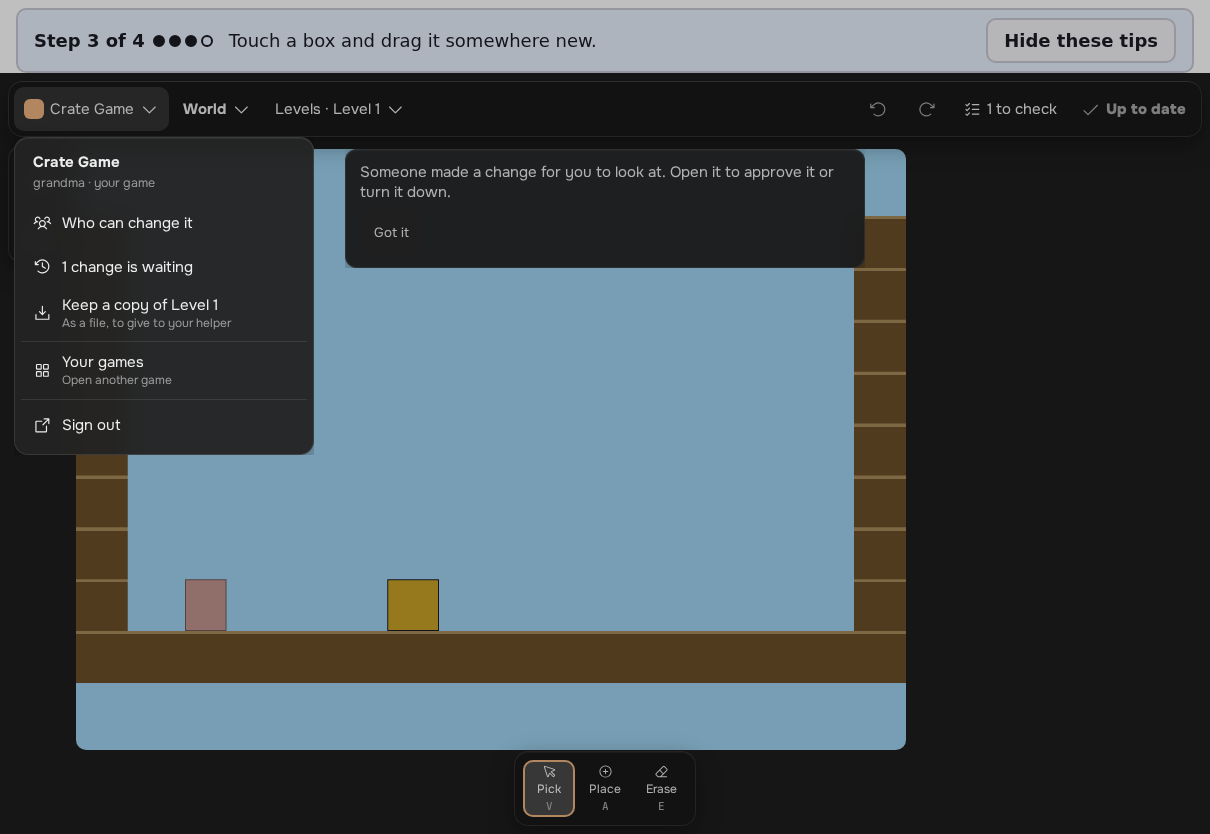 Step 3 of 4 Touch a box and drag it somewhere new. Hide these tips
Crate Game World Levels · Level 1 1 to check Up to date
Crate Game
grandma · your game
Who can change it
1 change is waiting
Keep a copy of Level 1
As a file, to give to your helper
Your games
Open another game
Sign out
Someone made a change for you to look at. Open it to approve it or
turn it down.
Got it
Pick Place Erase
V A E